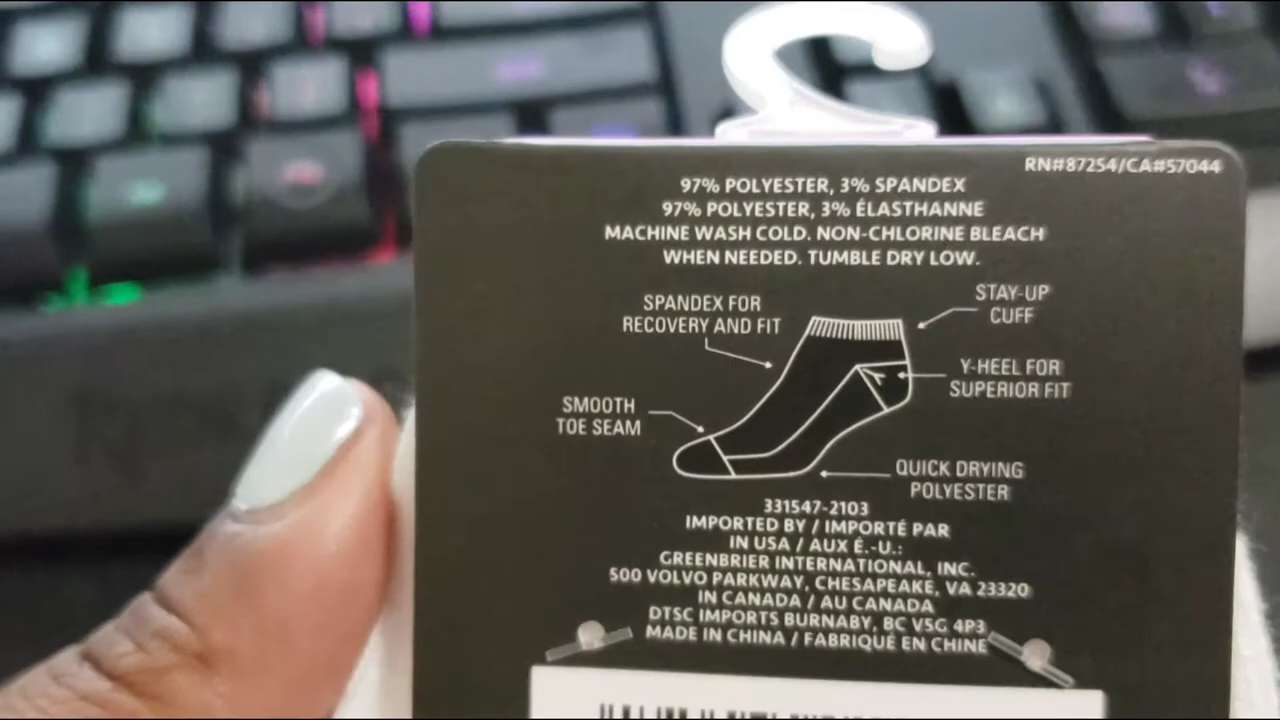 RN#87254/CA#57044
97% POLYESTER, 3% SPANDEX
97% POLYESTER, 3% ÉLASTHANNE
MACHINE WASH COLD. NON-CHLORINE BLEACH
WHEN NEEDED. TUMBLE DRY LOW.
SPANDEX FOR
RECOVERY AND FIT
STAY-UP
CUFF
Y-HEEL FOR
SUPERIOR FIT
SMOOTH
TOE SEAM
QUICK DRYING
POLYESTER
331547-2103
IMPORTED BY / IMPORTÉ PAR
IN USA / AUX É.-U.:
GREENBRIER INTERNATIONAL, INC.
500 VOLVO PARKWAY, CHESAPEAKE, VA 23320
IN CANADA / AU CANADA
DTSC IMPORTS BURNABY, BC V5G 4P3
MADE IN CHINA / FABRIQUÉ EN CHINE